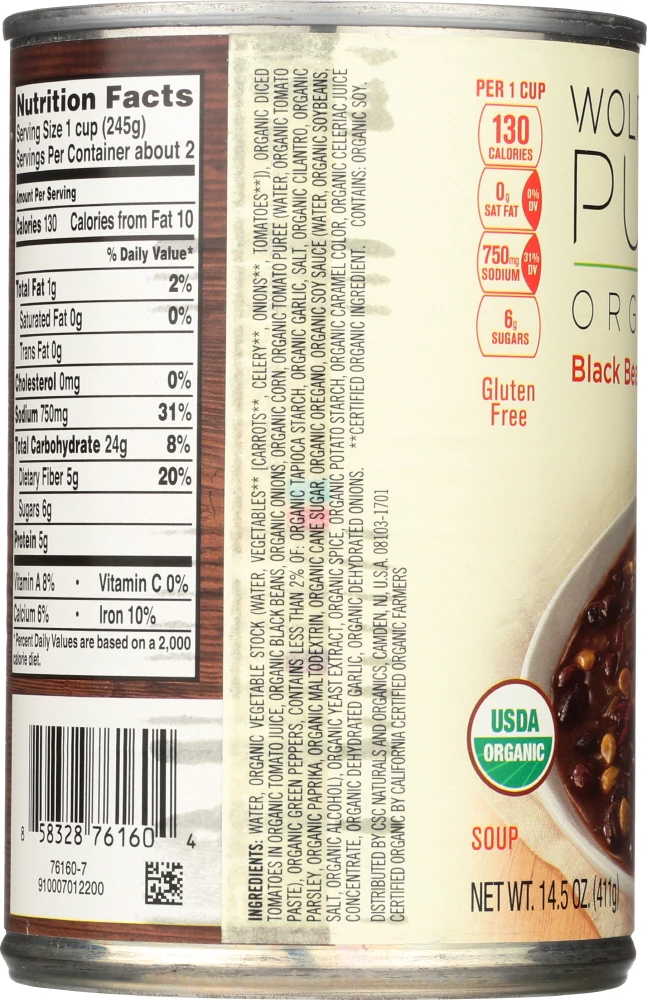 Nutrition Facts
Serving Size 1 cup (245g)
Servings Per Container about 2
Amount Per Serving
Calories 130 Calories from Fat 10
% Daily Value*
Total Fat 1g 2%
Saturated Fat 0g 0%
Trans Fat 0g
Cholesterol 0mg 0%
Sodium 750mg 31%
Total Carbohydrate 24g 8%
Dietary Fiber 5g 20%
Sugars 6g
Protein 5g
Vitamin A 8% • Vitamin C 0%
Calcium 6% • Iron 10%
*Percent Daily Values are based on a 2,000
calorie diet.
8 58328 76160 4
76160-7
910007012200
INGREDIENTS: WATER, ORGANIC VEGETABLE STOCK (WATER, VEGETABLES** [CARROTS**, CELERY**, ONIONS**, TOMATOES**]), ORGANIC DICED
TOMATOES IN ORGANIC TOMATO JUICE, ORGANIC BLACK BEANS, ORGANIC ONIONS, ORGANIC CORN, ORGANIC TOMATO PUREE (WATER, ORGANIC TOMATO
PASTE), ORGANIC GREEN PEPPERS, CONTAINS LESS THAN 2% OF: ORGANIC TAPIOCA STARCH, ORGANIC GARLIC, SALT, ORGANIC CILANTRO, ORGANIC
PARSLEY, ORGANIC PAPRIKA, ORGANIC MALTODEXTRIN, ORGANIC CANE SUGAR, ORGANIC OREGANO, ORGANIC SOY SAUCE (WATER, ORGANIC SOYBEANS,
SALT, ORGANIC ALCOHOL), ORGANIC YEAST EXTRACT, ORGANIC SPICE, ORGANIC POTATO STARCH, ORGANIC CARAMEL COLOR, ORGANIC CELERIAC JUICE
CONCENTRATE, ORGANIC DEHYDRATED GARLIC, ORGANIC DEHYDRATED ONIONS. **CERTIFIED ORGANIC INGREDIENT. CONTAINS: ORGANIC SOY.
DISTRIBUTED BY CSC NATURALS AND ORGANICS, CAMDEN, NJ, U.S.A. 08103-1701
CERTIFIED ORGANIC BY CALIFORNIA CERTIFIED ORGANIC FARMERS
PER 1 CUP
130
CALORIES
0g
SAT FAT
0%
DV
750mg
SODIUM
31%
DV
6g
SUGARS
Gluten
Free
WOL
PU
ORG
Black Be
USDA
ORGANIC
SOUP
NET WT. 14.5 OZ. (411g)